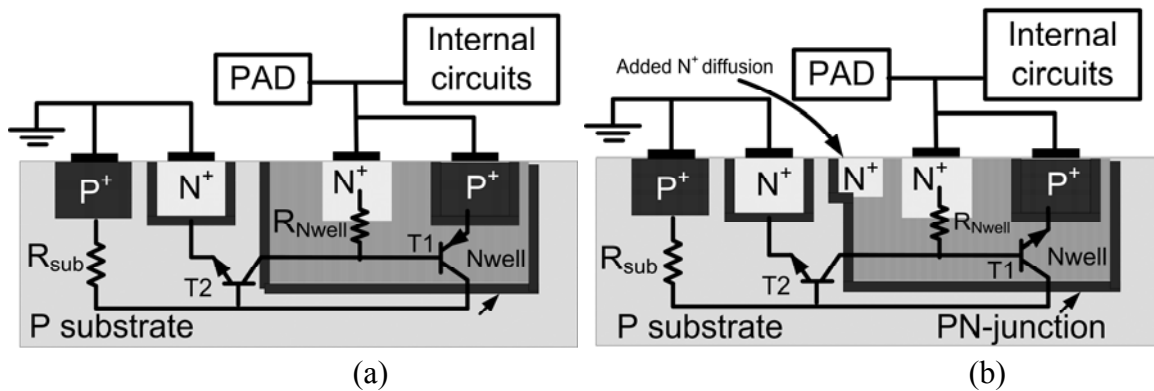 PAD
Internal
circuits
P+
N+
N+
P+
RNwell
T1
Nwell
Rsub
T2
P substrate
(a)
Added N+ diffusion
PAD
Internal
circuits
P+
N+
N+
N+
P+
RNwell
T1
Nwell
Rsub
T2
P substrate
PN-junction
(b)